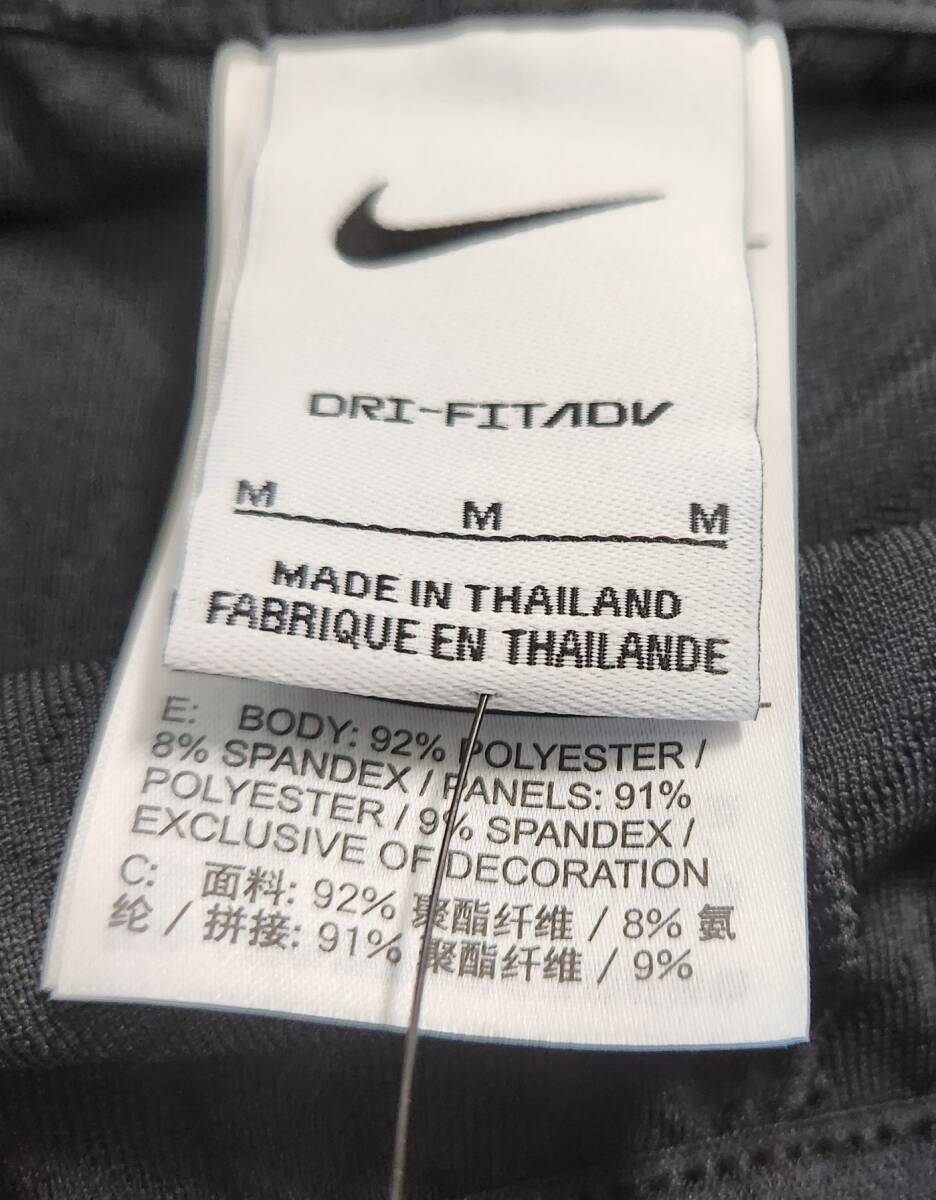 DRI-FITADV
M M M
MADE IN THAILAND
FABRIQUE EN THAILANDE
E: BODY: 92% POLYESTER /
8% SPANDEX / PANELS: 91%
POLYESTER / 9% SPANDEX /
EXCLUSIVE OF DECORATION
C: 面料: 92% 聚酯纤维 / 8% 氨
纶 / 拼接: 91% 聚酯纤维 / 9%